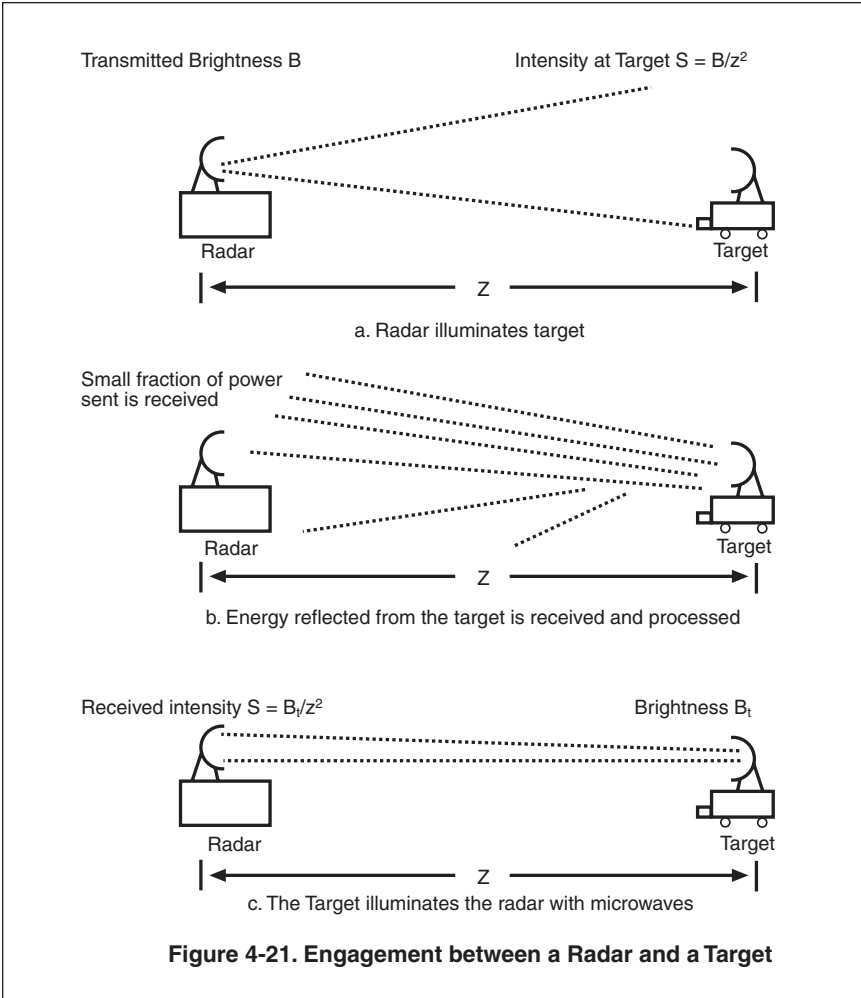 Transmitted Brightness B
Intensity at Target S = B/z²
Radar
Target
Z
a. Radar illuminates target
Small fraction of power
sent is received
Radar
Target
Z
b. Energy reflected from the target is received and processed
Received intensity S = Bₜ/z²
Brightness Bₜ
Radar
Target
Z
c. The Target illuminates the radar with microwaves
Figure 4-21. Engagement between a Radar and a Target